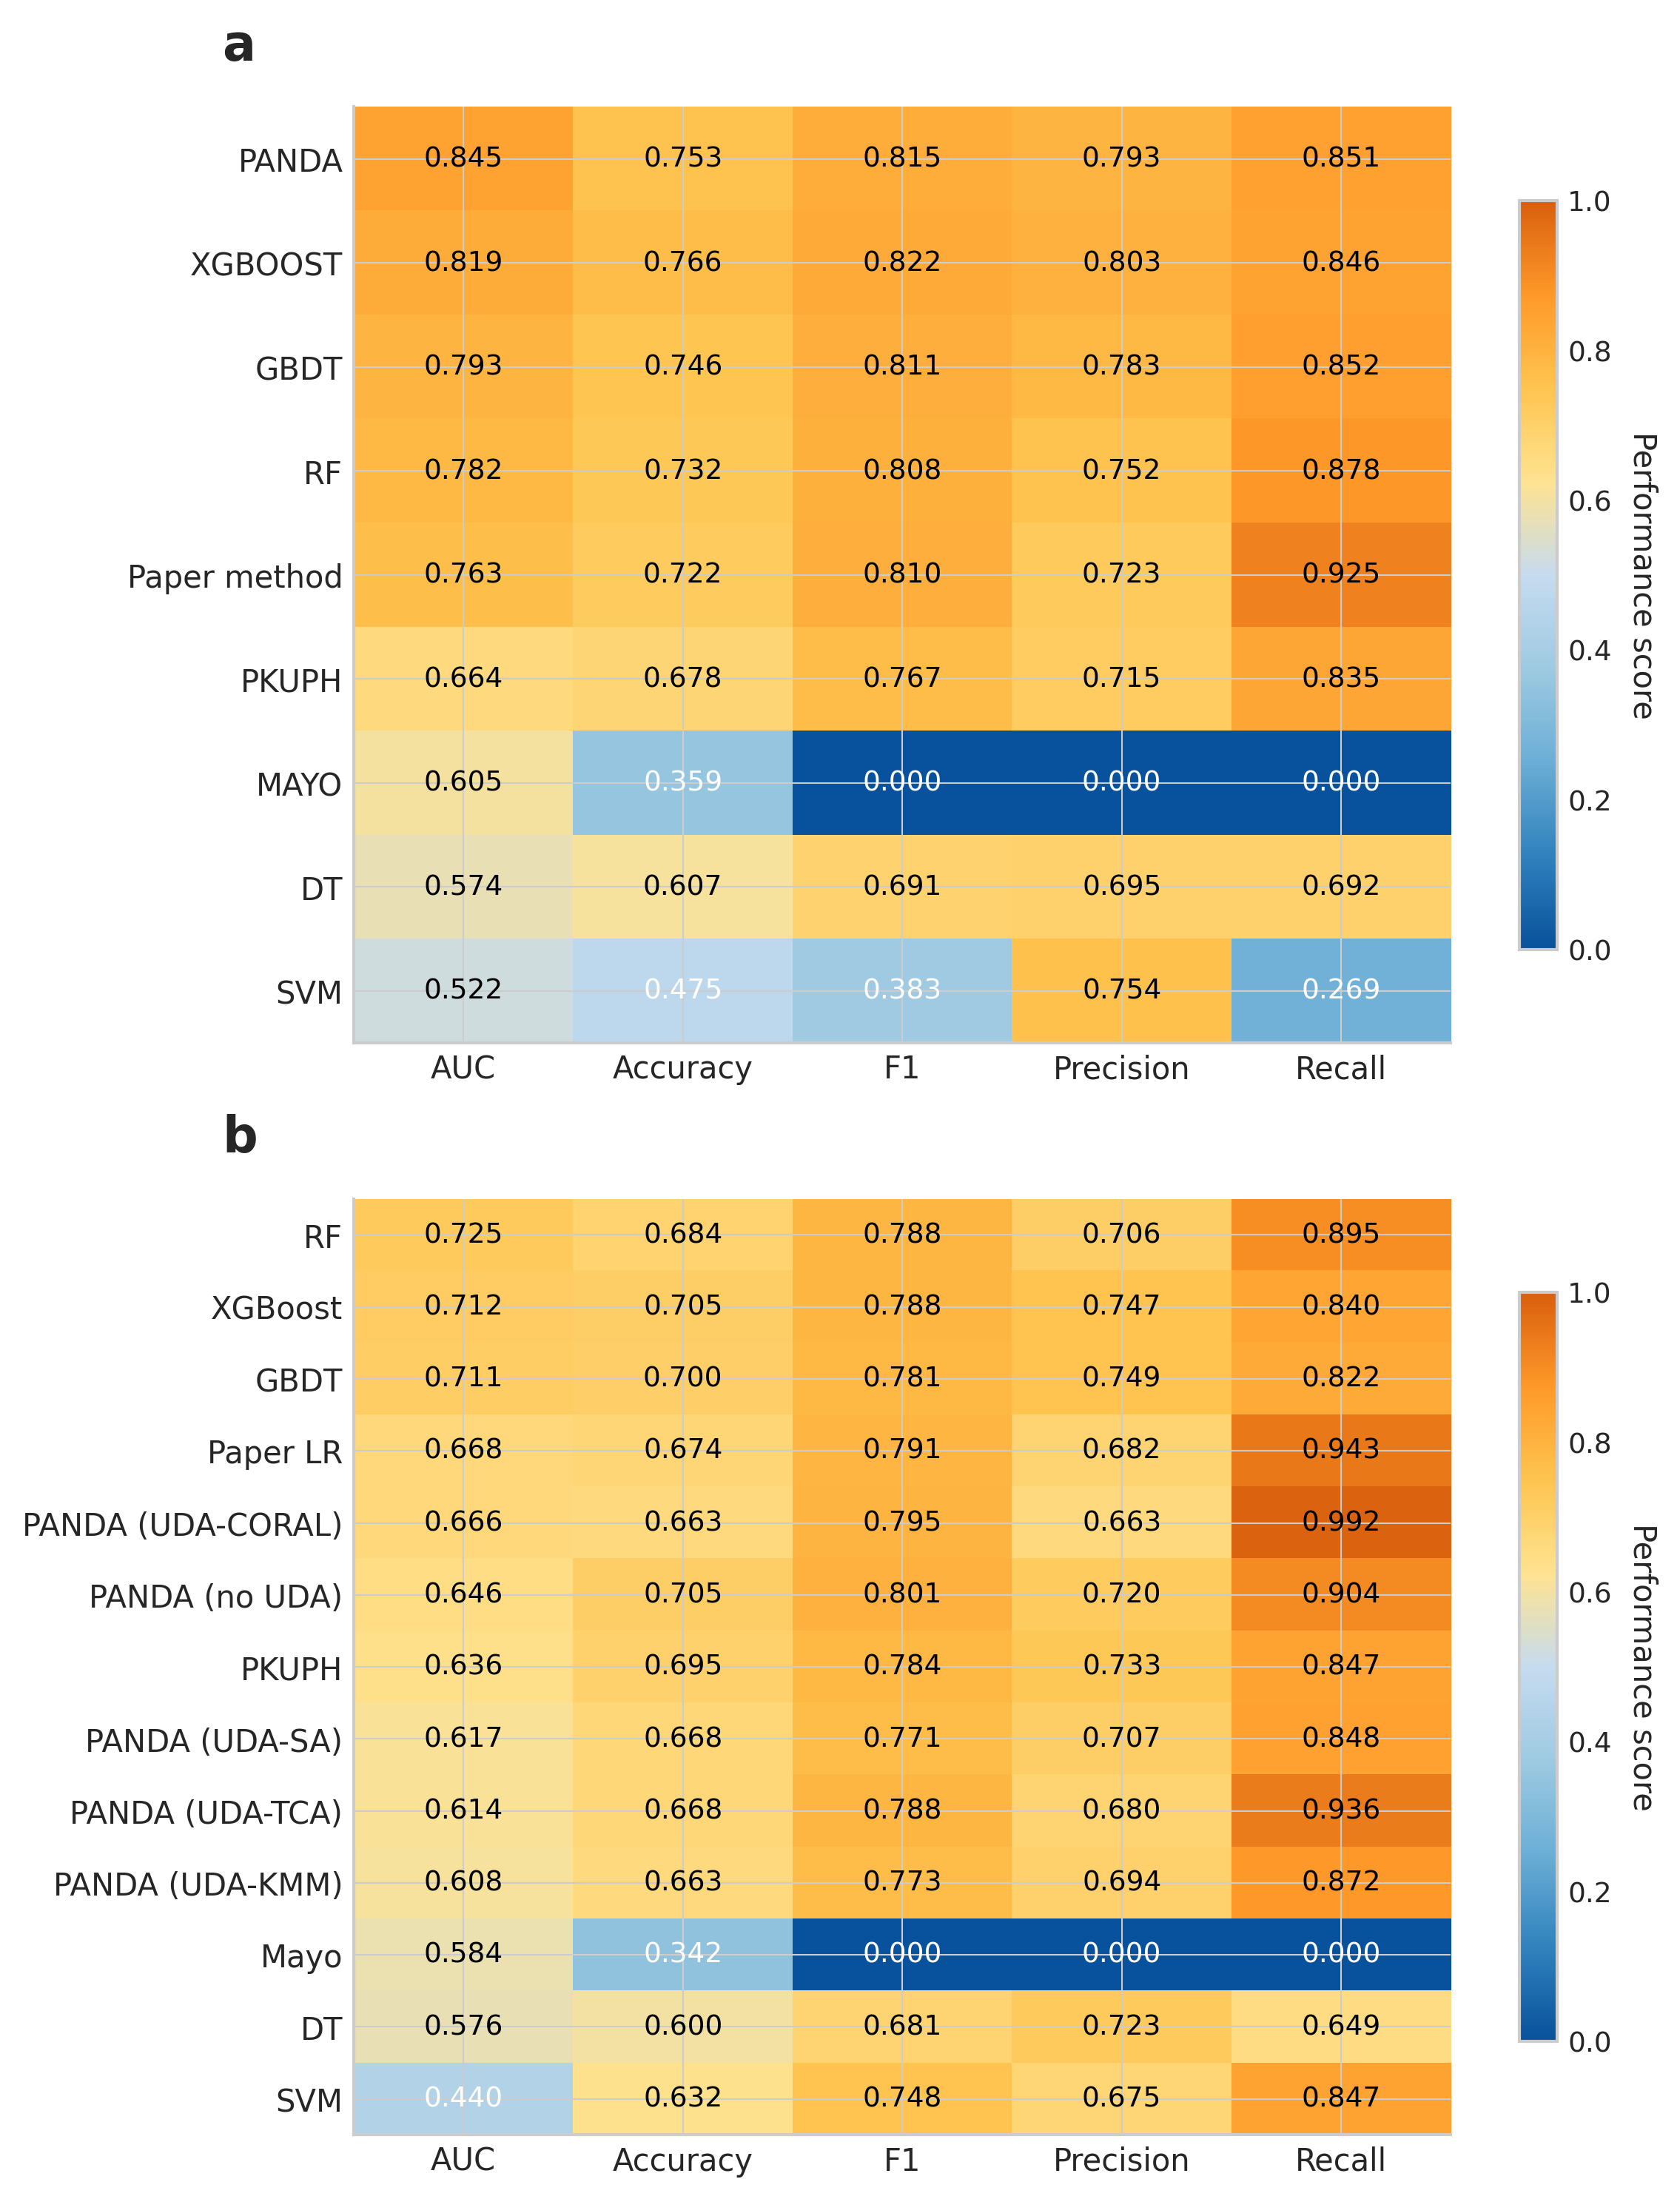 a
PANDA 0.845 0.753 0.815 0.793 0.851
XGBOOST 0.819 0.766 0.822 0.803 0.846
GBDT 0.793 0.746 0.811 0.783 0.852
RF 0.782 0.732 0.808 0.752 0.878
Paper method 0.763 0.722 0.810 0.723 0.925
PKUPH 0.664 0.678 0.767 0.715 0.835
MAYO 0.605 0.359 0.000 0.000 0.000
DT 0.574 0.607 0.691 0.695 0.692
SVM 0.522 0.475 0.383 0.754 0.269
AUC Accuracy F1 Precision Recall
1.0
0.8
0.6
0.4
0.2
0.0
Performance score
b
RF 0.725 0.684 0.788 0.706 0.895
XGBoost 0.712 0.705 0.788 0.747 0.840
GBDT 0.711 0.700 0.781 0.749 0.822
Paper LR 0.668 0.674 0.791 0.682 0.943
PANDA (UDA-CORAL) 0.666 0.663 0.795 0.663 0.992
PANDA (no UDA) 0.646 0.705 0.801 0.720 0.904
PKUPH 0.636 0.695 0.784 0.733 0.847
PANDA (UDA-SA) 0.617 0.668 0.771 0.707 0.848
PANDA (UDA-TCA) 0.614 0.668 0.788 0.680 0.936
PANDA (UDA-KMM) 0.608 0.663 0.773 0.694 0.872
Mayo 0.584 0.342 0.000 0.000 0.000
DT 0.576 0.600 0.681 0.723 0.649
SVM 0.440 0.632 0.748 0.675 0.847
AUC Accuracy F1 Precision Recall
1.0
0.8
0.6
0.4
0.2
0.0
Performance score